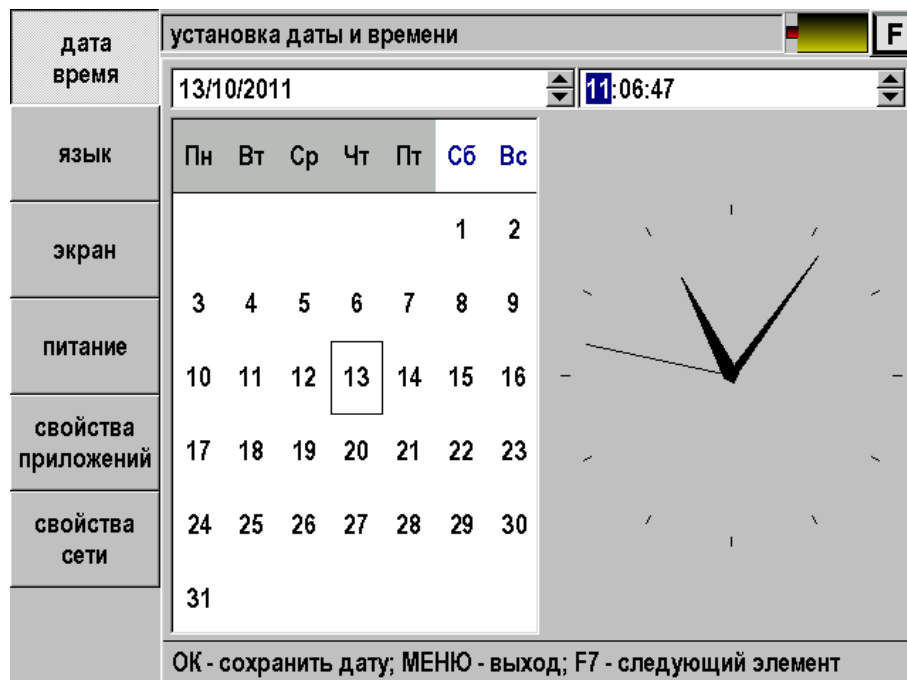 дата
время
установка даты и времени
F
13/10/2011
11:06:47
язык
экран
питание
свойства
приложений
свойства
сети
Пн Вт Ср Чт Пт Сб Вс
1 2
3 4 5 6 7 8 9
10 11 12 13 14 15 16
17 18 19 20 21 22 23
24 25 26 27 28 29 30
31
ОК - сохранить дату; МЕНЮ - выход; F7 - следующий элемент